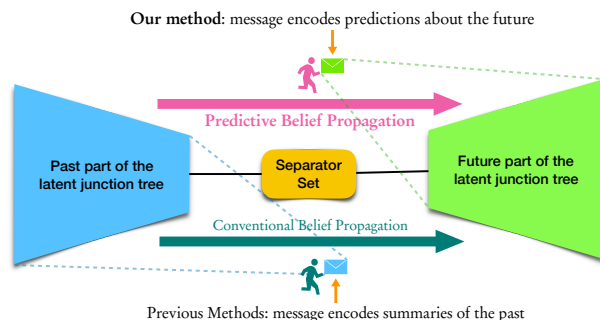 Our method: message encodes predictions about the future
Predictive Belief Propagation
Past part of the
latent junction tree
Separator
Set
Future part of the
latent junction tree
Conventional Belief Propagation
Previous Methods: message encodes summaries of the past